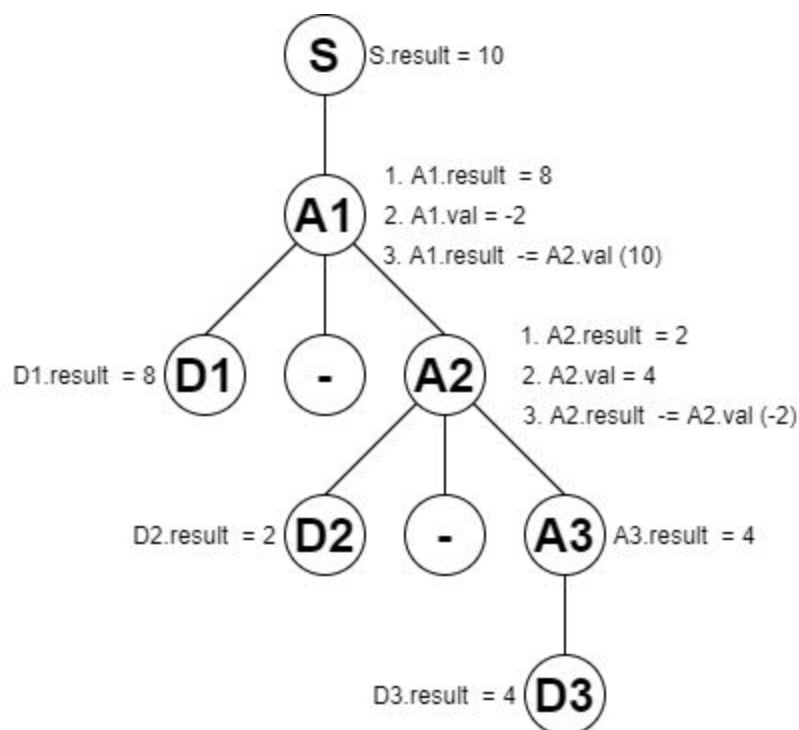 S
S.result = 10
A1
1. A1.result = 8
2. A1.val = -2
3. A1.result -= A2.val (10)
D1.result = 8
D1
-
A2
1. A2.result = 2
2. A2.val = 4
3. A2.result -= A2.val (-2)
D2.result = 2
D2
-
A3
A3.result = 4
D3.result = 4
D3